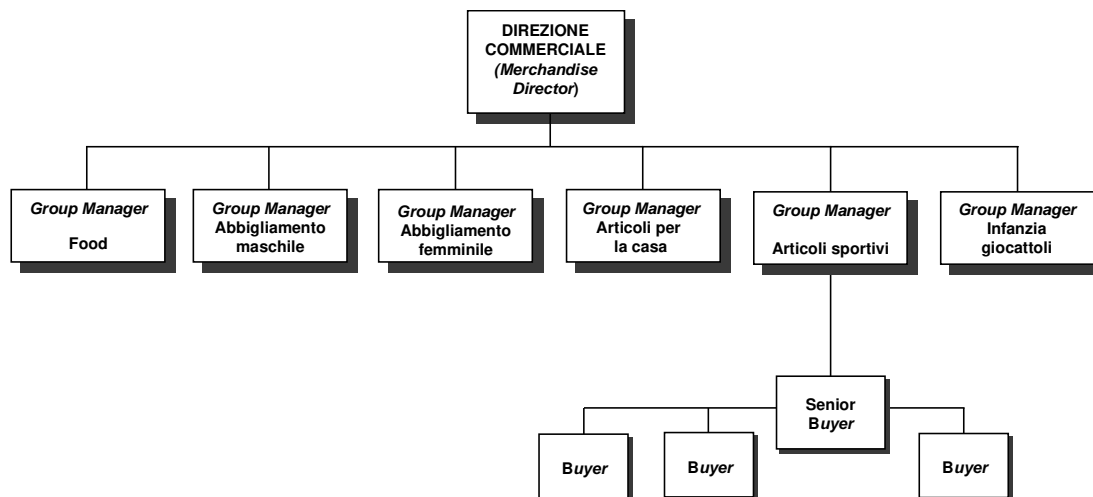 DIREZIONE
COMMERCIALE
(Merchandise
Director)
Group Manager
Food
Group Manager
Abbigliamento
maschile
Group Manager
Abbigliamento
femminile
Group Manager
Articoli per
la casa
Group Manager
Articoli sportivi
Group Manager
Infanzia
giocattoli
Senior
Buyer
Buyer
Buyer
Buyer